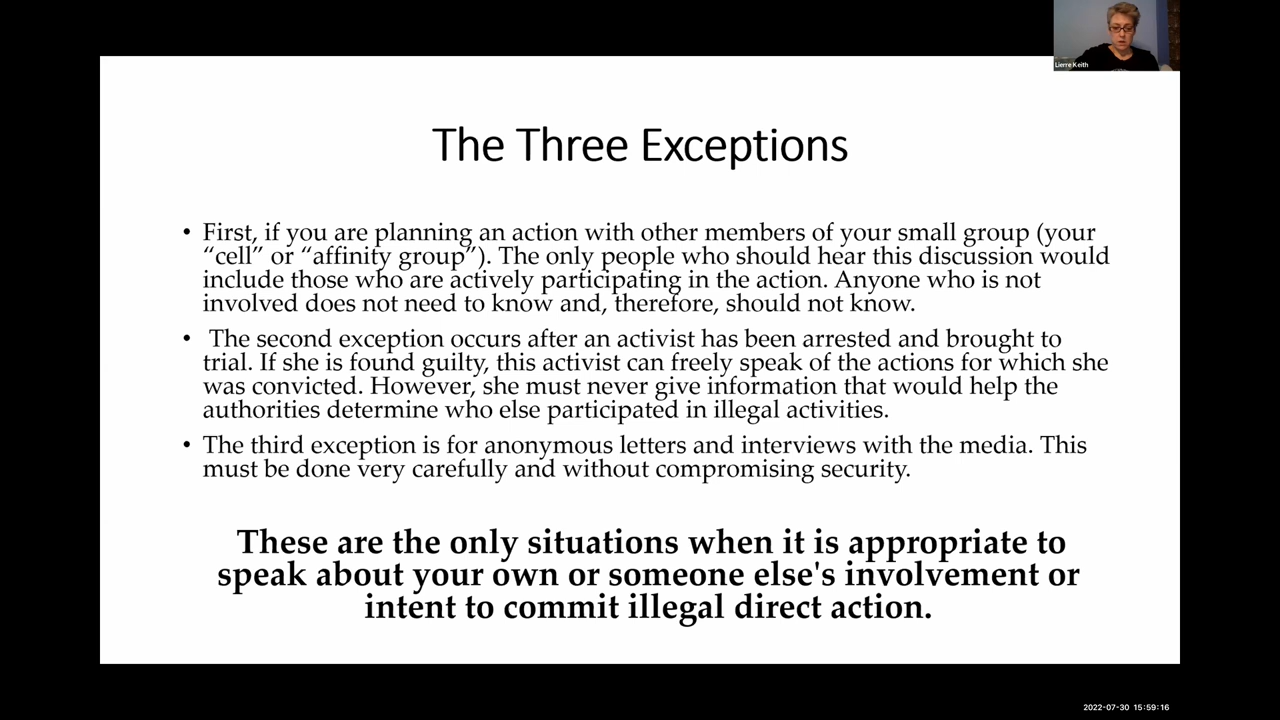 Lierre Keith
The Three Exceptions
• First, if you are planning an action with other members of your small group (your
“cell” or “affinity group”). The only people who should hear this discussion would
include those who are actively participating in the action. Anyone who is not
involved does not need to know and, therefore, should not know.
• The second exception occurs after an activist has been arrested and brought to
trial. If she is found guilty, this activist can freely speak of the actions for which she
was convicted. However, she must never give information that would help the
authorities determine who else participated in illegal activities.
• The third exception is for anonymous letters and interviews with the media. This
must be done very carefully and without compromising security.
These are the only situations when it is appropriate to
speak about your own or someone else's involvement or
intent to commit illegal direct action.
2022-07-30 15:59:16